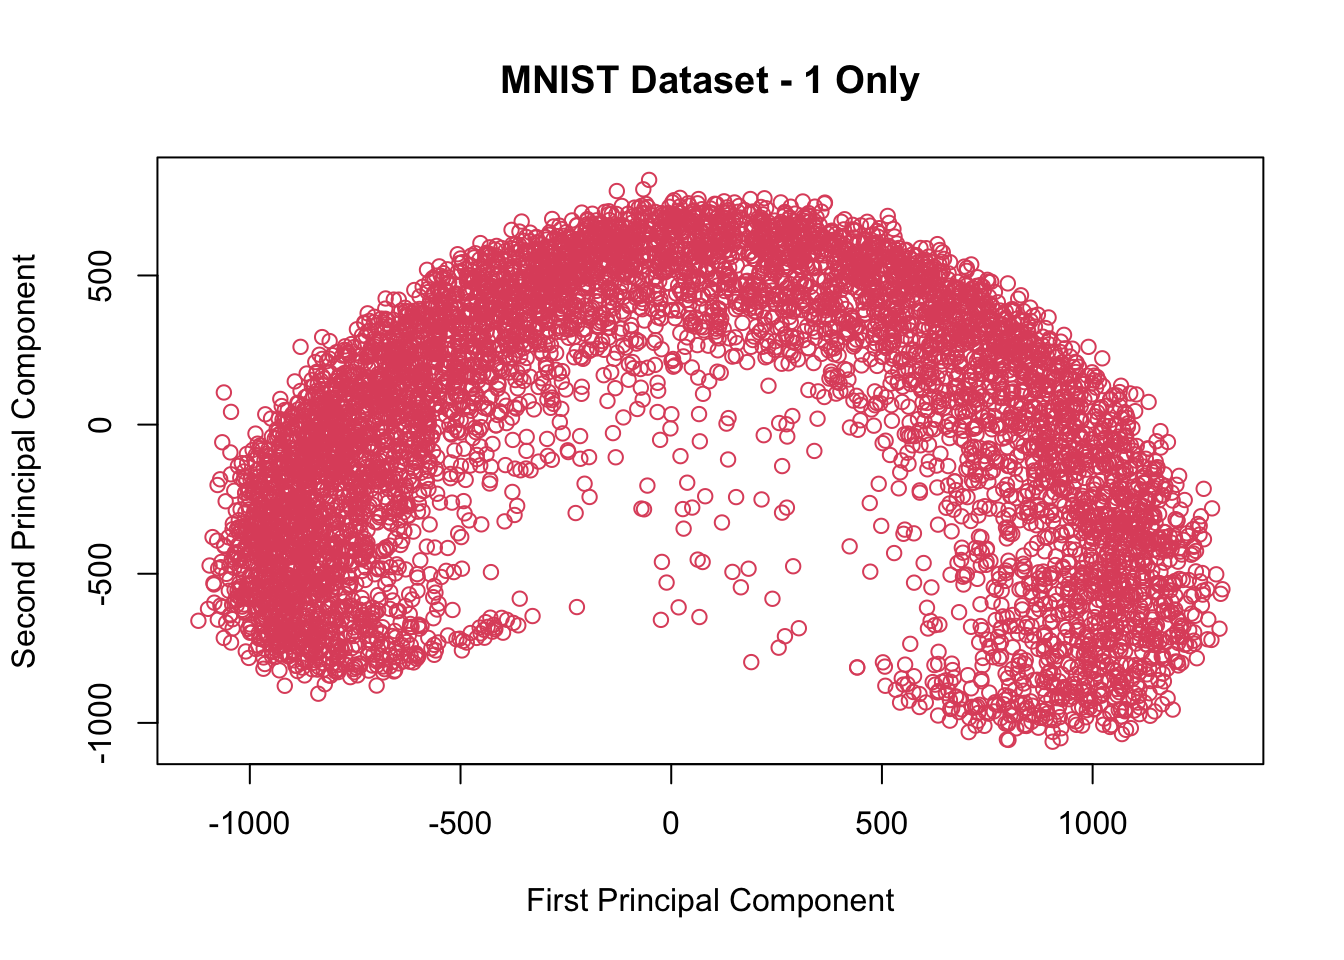 MNIST Dataset - 1 Only
Second Principal Component
500
0
-500
-1000
-1000 -500 0 500 1000
First Principal Component